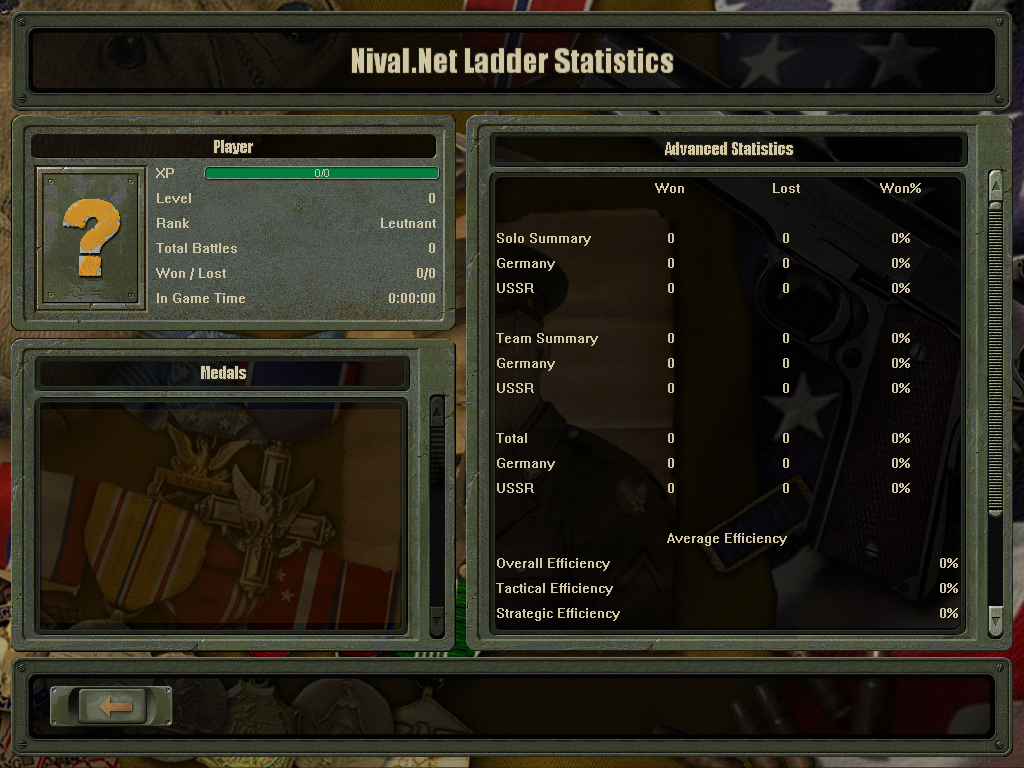 Nival.Net Ladder Statistics
Player
XP 0/0
Level 0
Rank Leutnant
Total Battles 0
Won / Lost 0/0
In Game Time 0:00:00
Medals
Advanced Statistics
Won Lost Won%
Solo Summary 0 0 0%
Germany 0 0 0%
USSR 0 0 0%
Team Summary 0 0 0%
Germany 0 0 0%
USSR 0 0 0%
Total 0 0 0%
Germany 0 0 0%
USSR 0 0 0%
Average Efficiency
Overall Efficiency 0%
Tactical Efficiency 0%
Strategic Efficiency 0%